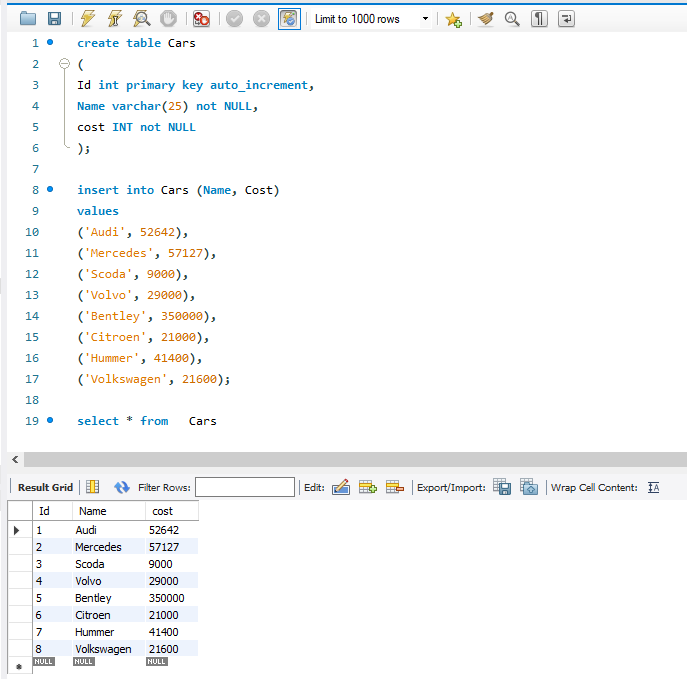 Limit to 1000 rows
1 create table Cars
2 (
3 Id int primary key auto_increment,
4 Name varchar(25) not NULL,
5 cost INT not NULL
6 );
7
8 insert into Cars (Name, Cost)
9 values
10 ('Audi', 52642),
11 ('Mercedes', 57127),
12 ('Scoda', 9000),
13 ('Volvo', 29000),
14 ('Bentley', 350000),
15 ('Citroen', 21000),
16 ('Hummer', 41400),
17 ('Volkswagen', 21600);
18
19 select * from   Cars
Result Grid Filter Rows: Edit: Export/Import: Wrap Cell Content: IA
Id Name cost
1 Audi 52642
2 Mercedes 57127
3 Scoda 9000
4 Volvo 29000
5 Bentley 350000
6 Citroen 21000
7 Hummer 41400
8 Volkswagen 21600
NULL NULL NULL